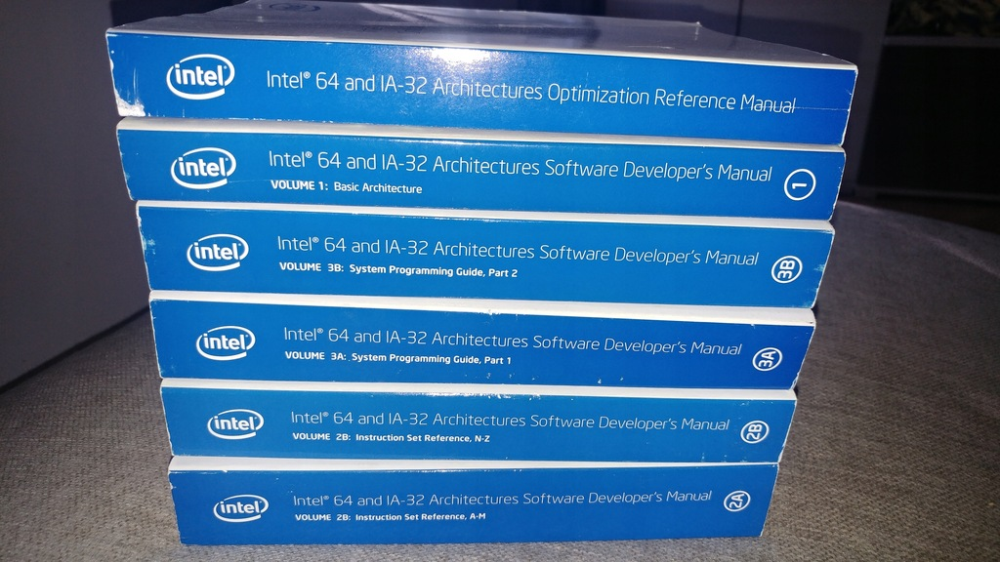 intel
Intel® 64 and IA-32 Architectures Optimization Reference Manual
intel
Intel® 64 and IA-32 Architectures Software Developer's Manual
VOLUME 1: Basic Architecture
1
intel
Intel® 64 and IA-32 Architectures Software Developer's Manual
VOLUME 3B: System Programming Guide, Part 2
3B
intel
Intel® 64 and IA-32 Architectures Software Developer's Manual
VOLUME 3A: System Programming Guide, Part 1
3A
intel
Intel® 64 and IA-32 Architectures Software Developer's Manual
VOLUME 2B: Instruction Set Reference, N-Z
2B
intel
Intel® 64 and IA-32 Architectures Software Developer's Manual
VOLUME 2B: Instruction Set Reference, A-M
2A